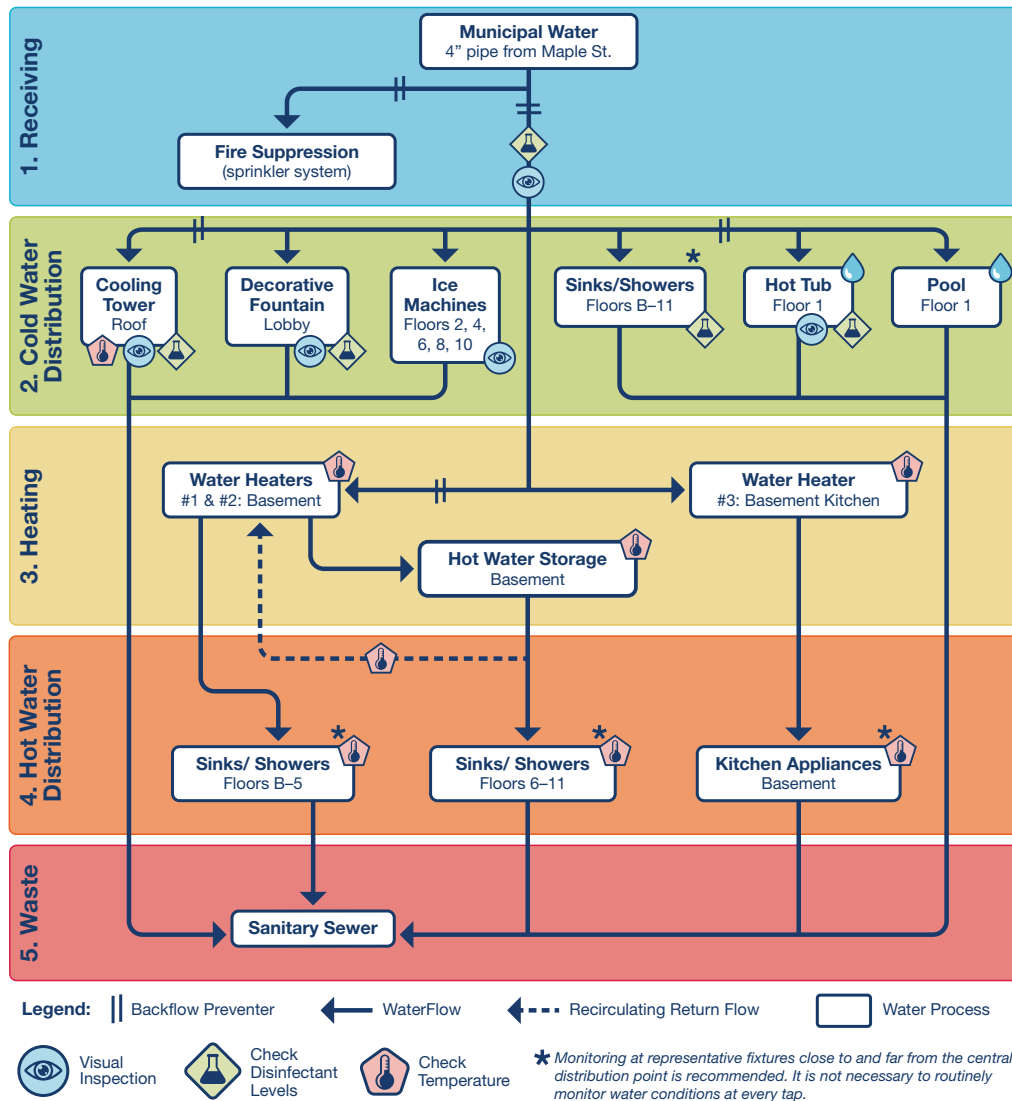 1. Receiving
Municipal Water
4” pipe from Maple St.
Fire Suppression
(sprinkler system)
2. Cold Water
Distribution
Cooling
Tower
Roof
Decorative
Fountain
Lobby
Ice
Machines
Floors 2, 4,
6, 8, 10
*
Sinks/Showers
Floors B–11
Hot Tub
Floor 1
Pool
Floor 1
3. Heating
Water Heaters
#1 & #2: Basement
Water Heater
#3: Basement Kitchen
Hot Water Storage
Basement
4. Hot Water
Distribution
*
Sinks/ Showers
Floors B–5
*
Sinks/ Showers
Floors 6–11
*
Kitchen Appliances
Basement
5. Waste
Sanitary Sewer
Legend:
Backflow Preventer
WaterFlow
Recirculating Return Flow
Water Process
Visual
Inspection
Check
Disinfectant
Levels
Check
Temperature
* Monitoring at representative fixtures close to and far from the central
distribution point is recommended. It is not necessary to routinely
monitor water conditions at every tap.